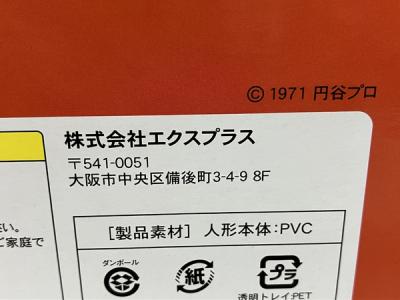 © 1971 円谷プロ
株式会社エクスプラス
〒541-0051
大阪市中央区備後町3-4-9 8F
い。
ご家庭で
[製品素材] 人形本体:PVC
ダンボール
紙
プラ
透明トレイ:PET